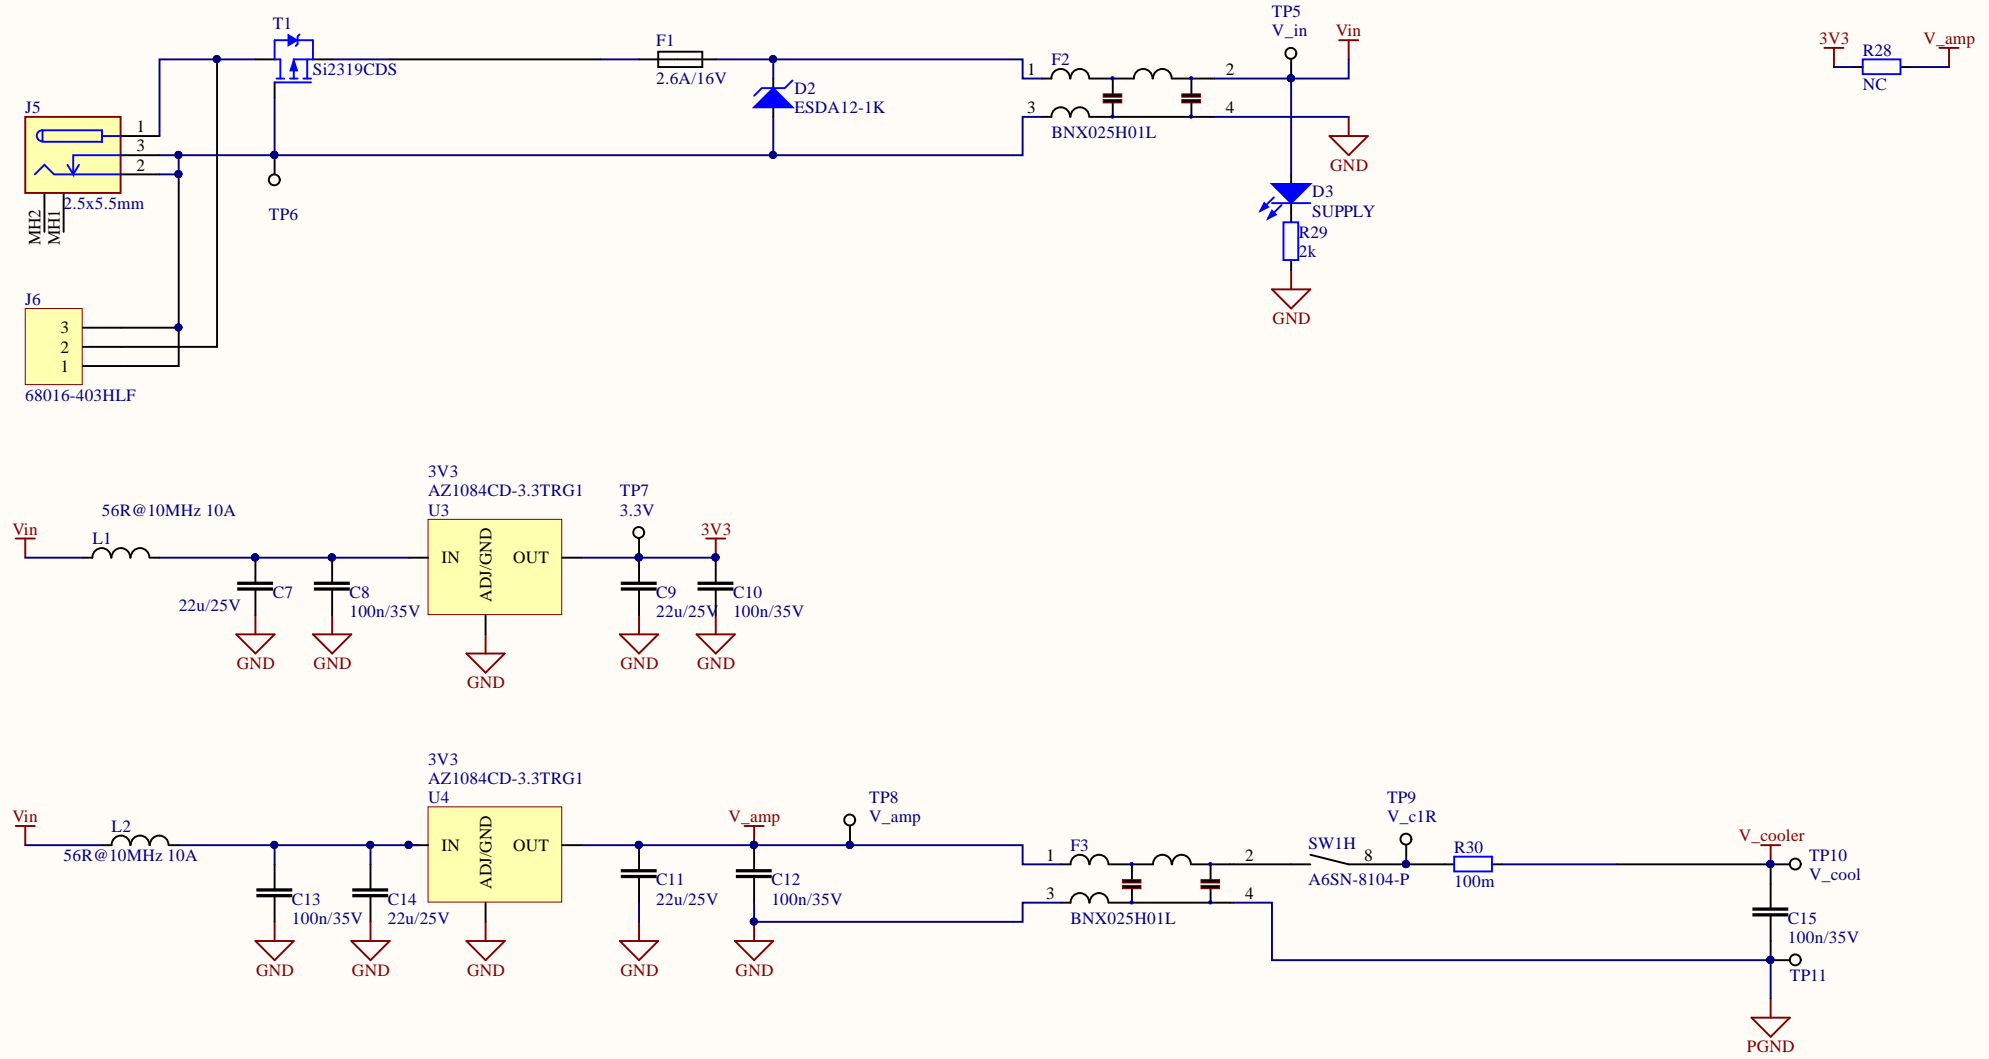 T1
Si2319CDS
F1
2.6A/16V
D2
ESDA12-1K
F2
1
2
3
4
BNX025H01L
TP5
V_in
Vin
GND
3V3
R28
NC
V_amp
J5
1
3
2
2.5x5.5mm
MH2
MH1
TP6
D3
SUPPLY
R29
2k
GND
J6
3
2
1
68016-403HLF
Vin
56R@10MHz 10A
L1
C7
22u/25V
C8
100n/35V
GND
GND
3V3
AZ1084CD-3.3TRG1
U3
IN
ADJ/GND
OUT
GND
TP7
3.3V
3V3
C9
22u/25V
C10
100n/35V
GND
GND
Vin
L2
56R@10MHz 10A
C13
100n/35V
C14
22u/25V
GND
GND
3V3
AZ1084CD-3.3TRG1
U4
IN
ADJ/GND
OUT
GND
V_amp
TP8
V_amp
C11
22u/25V
C12
100n/35V
GND
GND
F3
1
2
3
4
BNX025H01L
SW1H
8
A6SN-8104-P
TP9
V_c1R
R30
100m
V_cooler
TP10
V_cool
C15
100n/35V
TP11
PGND